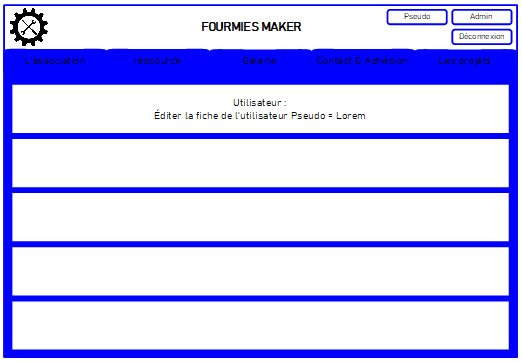 FOURMIES MAKER
Pseudo
Admin
Déconnexion
L'association
ressource
Galerie
Contact & Adhésion
Les projets
Utilisateur :
Éditer la fiche de l'utilisateur Pseudo = Lorem